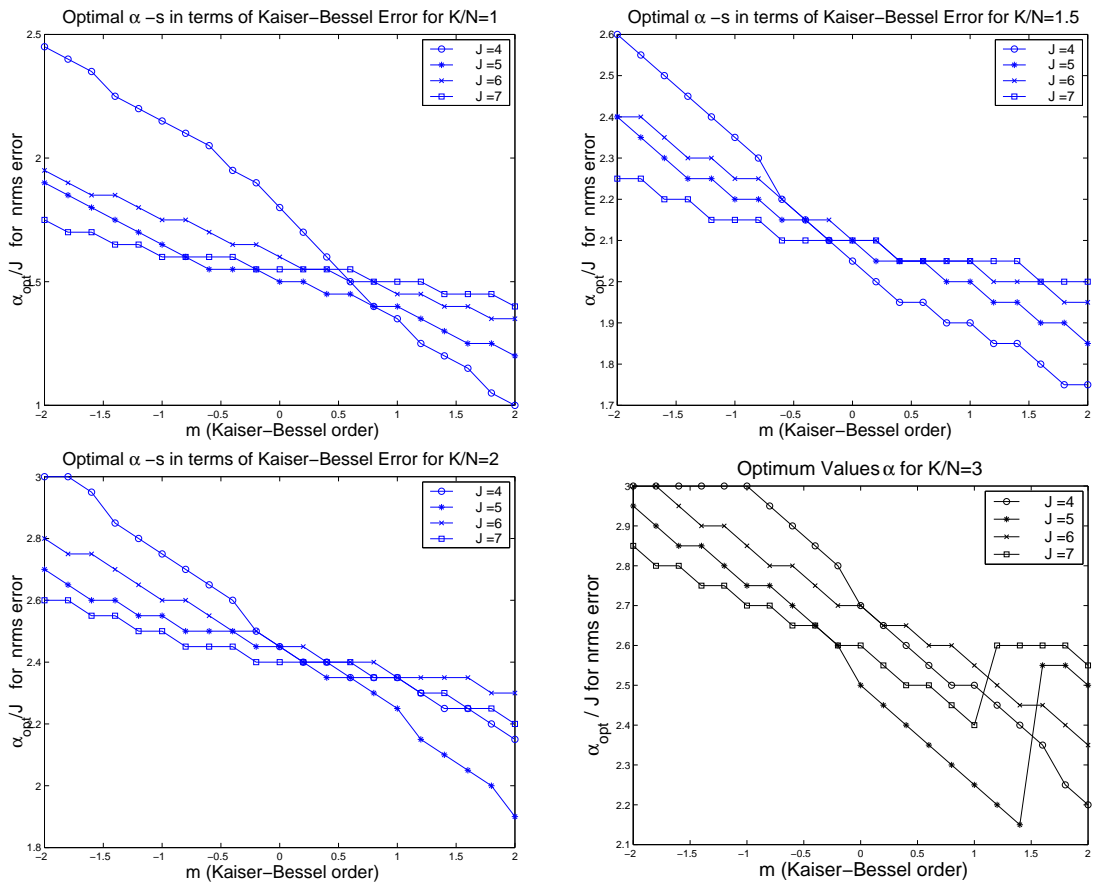 Optimal α −s in terms of Kaiser−Bessel Error for K/N=1
α_opt/J for nrms error
2.5
2
1.5
1
J =4
J =5
J =6
J =7
−2 −1.5 −1 −0.5 0 0.5 1 1.5 2
m (Kaiser−Bessel order)
Optimal α −s in terms of Kaiser−Bessel Error for K/N=1.5
α_opt/J for nrms error
2.6
2.5
2.4
2.3
2.2
2.1
2
1.9
1.8
1.7
J =4
J =5
J =6
J =7
−2 −1.5 −1 −0.5 0 0.5 1 1.5 2
m (Kaiser−Bessel order)
Optimal α −s in terms of Kaiser−Bessel Error for K/N=2
α_opt/J for nrms error
3.0
2.8
2.6
2.4
2.2
2
1.8
J =4
J =5
J =6
J =7
−2 −1.5 −1 −0.5 0 0.5 1 1.5 2
m (Kaiser−Bessel order)
Optimum Values α for K/N=3
α_opt / J for nrms error
3
2.9
2.8
2.7
2.6
2.5
2.4
2.3
2.2
2.1
J =4
J =5
J =6
J =7
−2 −1.5 −1 −0.5 0 0.5 1 1.5 2
m (Kaiser−Bessel order)